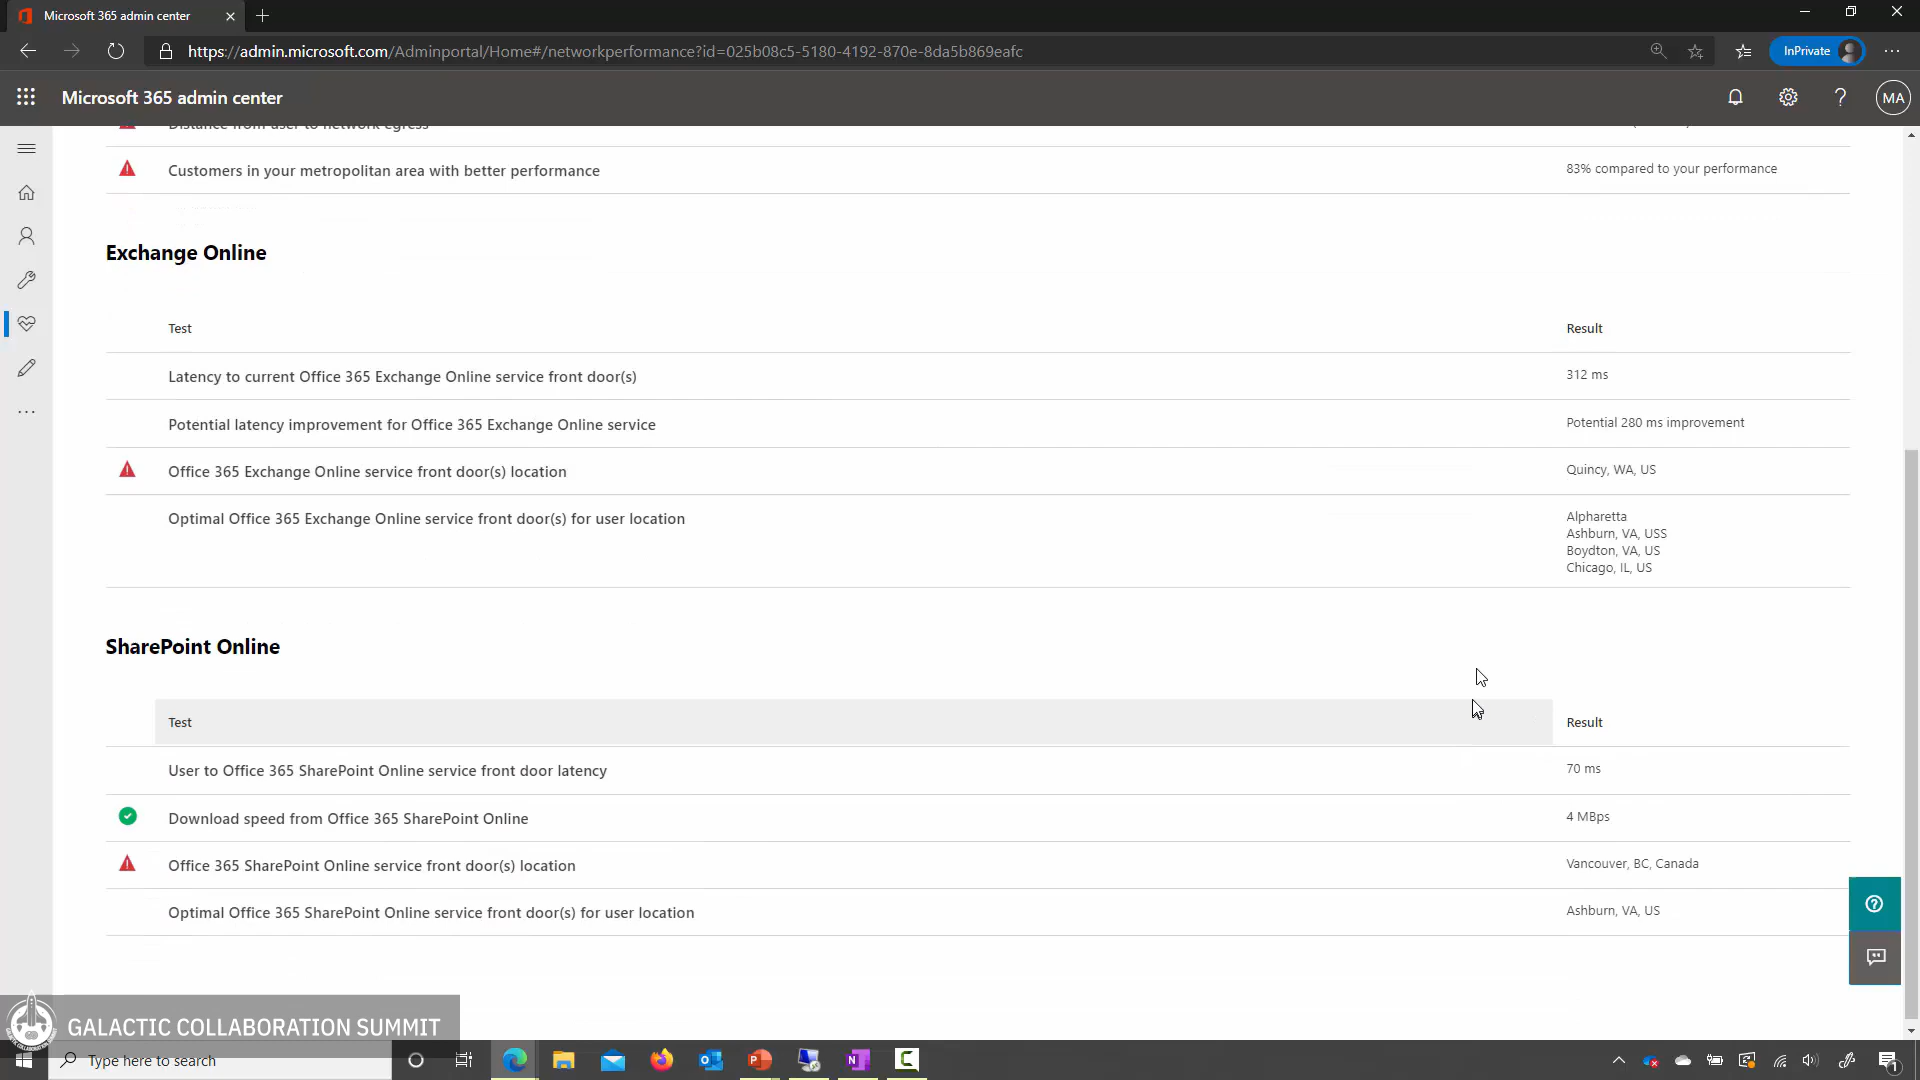 Microsoft 365 admin center
https://admin.microsoft.com/Adminportal/Home#/networkperformance?id=025b08c5-5180-4192-870e-8da5b869eafc
InPrivate
Microsoft 365 admin center
MA
Distance from user to network egress
Customers in your metropolitan area with better performance
83% compared to your performance
Exchange Online
Test
Result
Latency to current Office 365 Exchange Online service front door(s)
312 ms
Potential latency improvement for Office 365 Exchange Online service
Potential 280 ms improvement
Office 365 Exchange Online service front door(s) location
Quincy, WA, US
Optimal Office 365 Exchange Online service front door(s) for user location
Alpharetta
Ashburn, VA, USS
Boydton, VA, US
Chicago, IL, US
SharePoint Online
Test
Result
User to Office 365 SharePoint Online service front door latency
70 ms
Download speed from Office 365 SharePoint Online
4 MBps
Office 365 SharePoint Online service front door(s) location
Vancouver, BC, Canada
Optimal Office 365 SharePoint Online service front door(s) for user location
Ashburn, VA, US
GALACTIC COLLABORATION SUMMIT
Type here to search
1